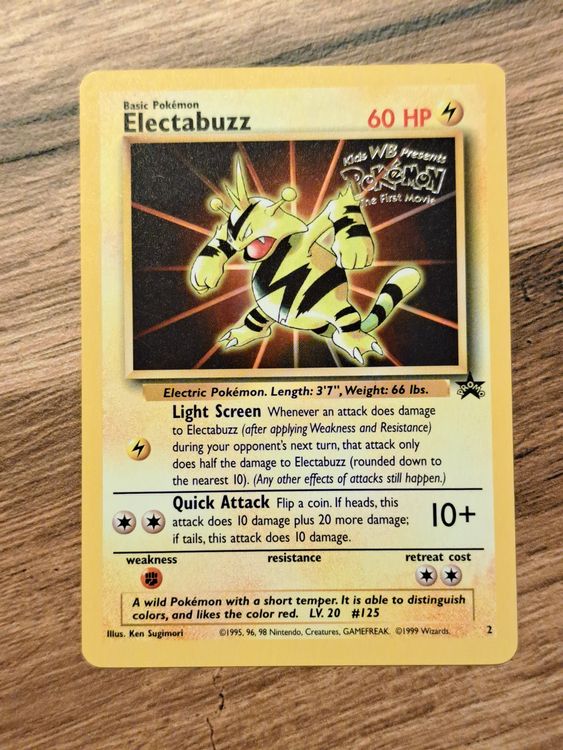 Basic Pokémon
Electabuzz
60 HP
Kids WB Presents
POKéMON
The First Movie
Electric Pokémon. Length: 3'7", Weight: 66 lbs.
PROMO
Light Screen Whenever an attack does damage
to Electabuzz (after applying Weakness and Resistance)
during your opponent's next turn, that attack only
does half the damage to Electabuzz (rounded down to
the nearest 10). (Any other effects of attacks still happen.)
Quick Attack Flip a coin. If heads, this
attack does 10 damage plus 20 more damage;
if tails, this attack does 10 damage.
10+
weakness resistance retreat cost
A wild Pokémon with a short temper. It is able to distinguish
colors, and likes the color red. LV. 20 #125
Illus. Ken Sugimori ©1995, 96, 98 Nintendo, Creatures, GAMEFREAK. ©1999 Wizards. 2